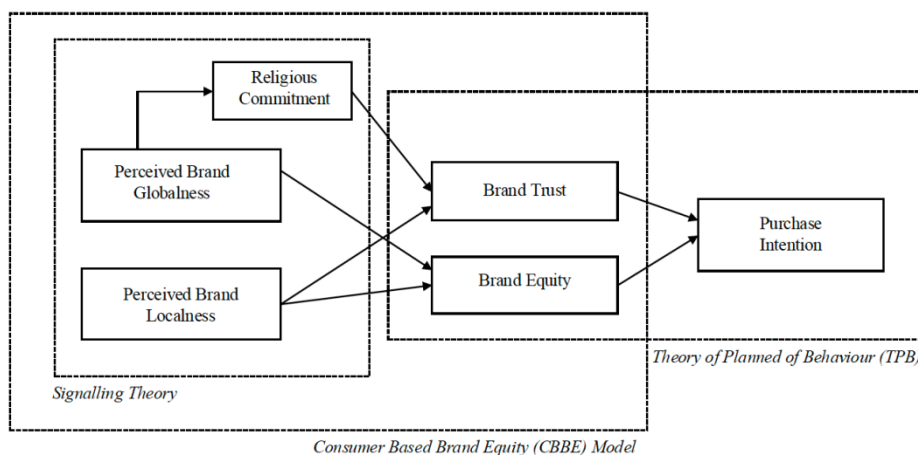 Religious
Commitment
Perceived Brand
Globalness
Brand Trust
Purchase
Intention
Perceived Brand
Localness
Brand Equity
Theory of Planned of Behaviour (TPB)
Signalling Theory
Consumer Based Brand Equity (CBBE) Model